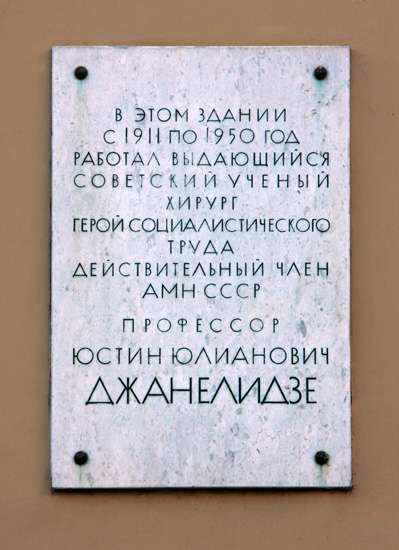 В ЭТОМ ЗДАНИИ
С 1911 ПО 1950 ГОД
РАБОТАЛ ВЫДАЮЩИЙСЯ
СОВЕТСКИЙ УЧЕНЫЙ
ХИРУРГ
ГЕРОЙ СОЦИАЛИСТИЧЕСКОГО
ТРУДА
ДЕЙСТВИТЕЛЬНЫЙ ЧЛЕН
АМН СССР
ПРОФЕССОР
ЮСТИН ЮЛИАНОВИЧ
ДЖАНЕЛИДЗЕ